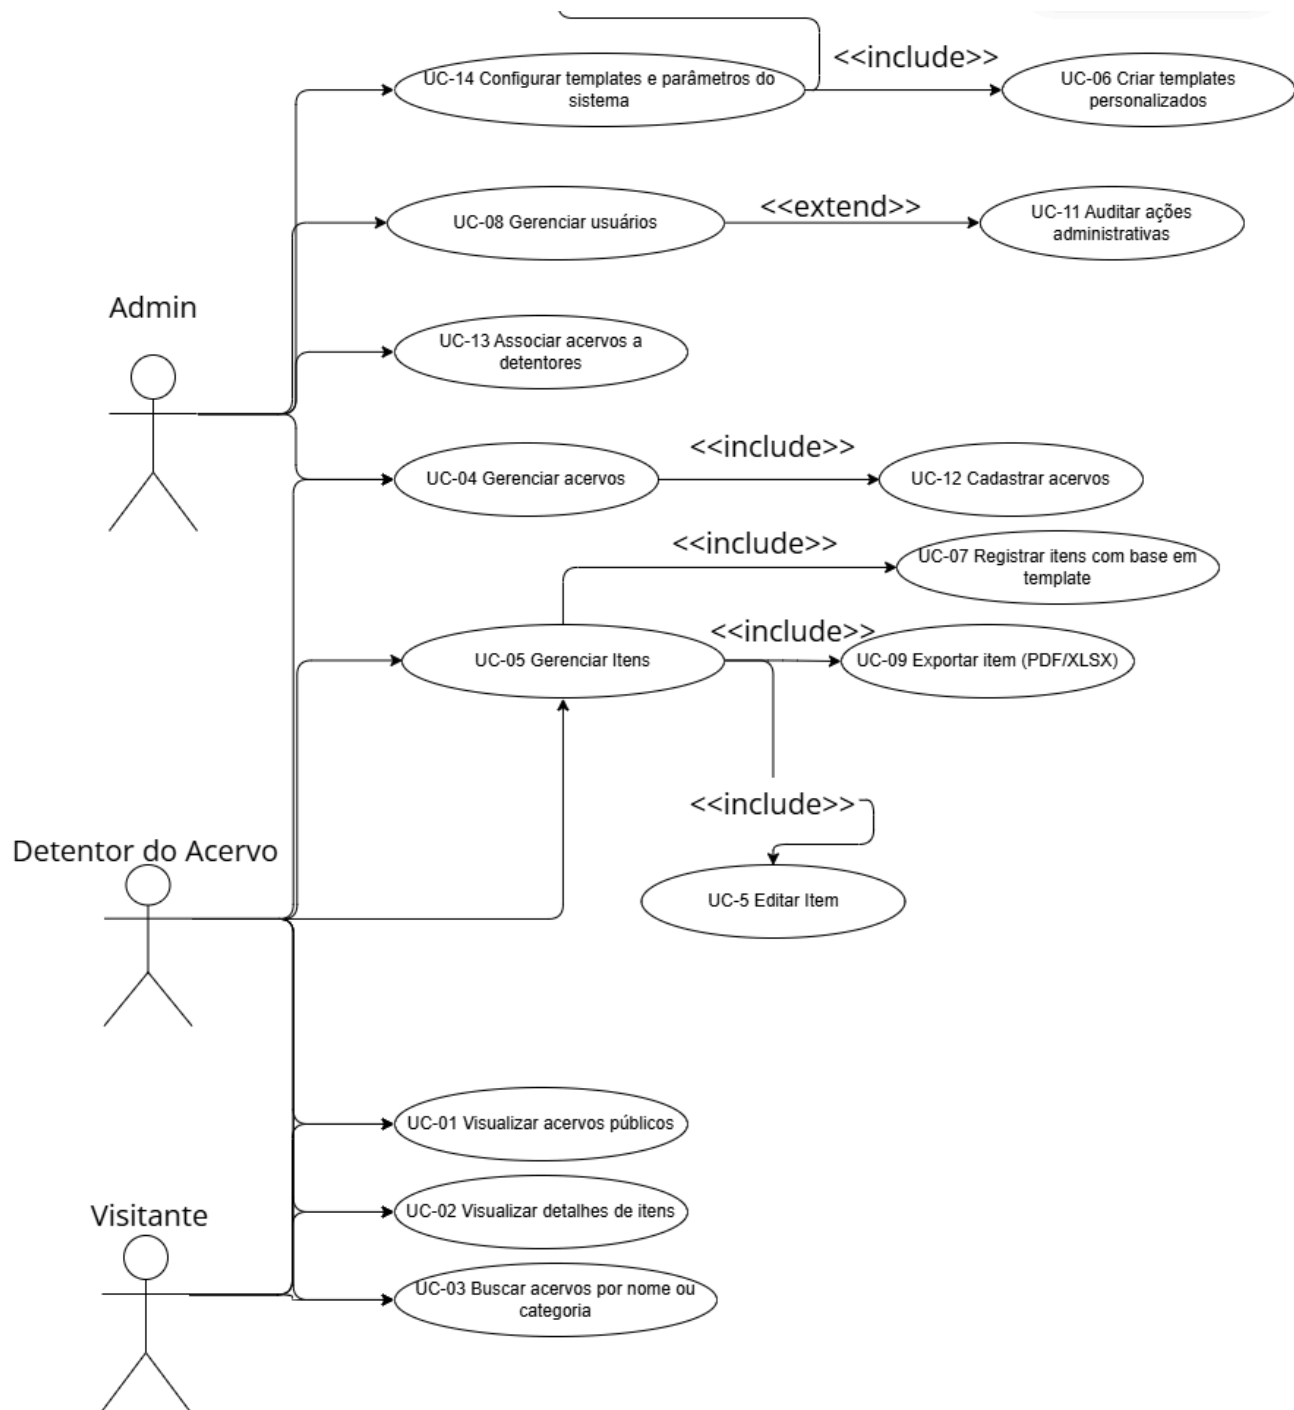 <<include>>
UC-14 Configurar templates e parâmetros do
sistema
UC-06 Criar templates
personalizados
UC-08 Gerenciar usuários
<<extend>>
UC-11 Auditar ações
administrativas
Admin
UC-13 Associar acervos a
detentores
UC-04 Gerenciar acervos
<<include>>
UC-12 Cadastrar acervos
<<include>>
UC-07 Registrar itens com base em
template
UC-05 Gerenciar Itens
<<include>>
UC-09 Exportar item (PDF/XLSX)
<<include>>
UC-5 Editar Item
Detentor do Acervo
UC-01 Visualizar acervos públicos
UC-02 Visualizar detalhes de itens
Visitante
UC-03 Buscar acervos por nome ou
categoria